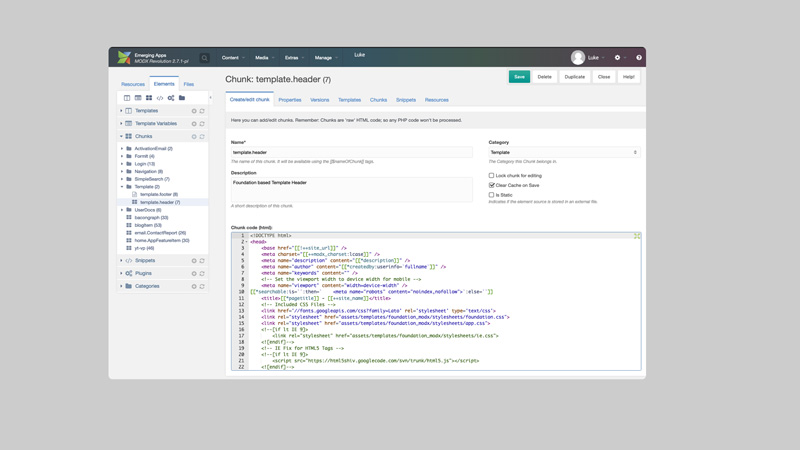 Emerging Apps
MODX Revolution 2.7.1-pl
Content
Media
Extras
Manage
Luke
Luke
Resources
Elements
Files
Chunk: template.header (7)
Save
Delete
Duplicate
Close
Help!
Create/edit chunk
Properties
Versions
Templates
Chunks
Snippets
Resources
Templates
Template Variables
Chunks
ActivationEmail (2)
FormIt (4)
Login (13)
Navigation (8)
SimpleSearch (7)
Template (2)
template.footer (8)
template.header (7)
UserDocs (6)
bacongraph (33)
blogItem (53)
email.ContactReport (26)
home.AppFeatureItem (30)
yt-vp (46)
Snippets
Plugins
Categories
Here you can add/edit chunks. Remember: Chunks are 'raw' HTML code; so any PHP code won't be processed.
Name*
template.header
The name of this chunk. It will be available using the [[$nameOfChunk]] tags.
Description
Foundation based Template Header
A short description of this chunk.
Category
Template
The Category this Chunk belongs in.
Lock chunk for editing
Clear Cache on Save
Is Static
Indicates if the element source is stored in an external file.
Chunk code (html):
1 <!DOCTYPE html>
2 <head>
3 <base href="[[!++site_url]]" />
4 <meta charset="[[++modx_charset:lcase]]" />
5 <meta name="description" content="[[*description]]" />
6 <meta name="author" content="[[*createdby:userinfo=`fullname`]]" />
7 <meta name="keywords" content="" />
8 <!-- Set the viewport width to device width for mobile -->
9 <meta name="viewport" content="width=device-width" />
10 [[*searchable:is=``:then=` <meta name="robots" content="noindex,nofollow">`:else=``]]
11 <title>[[*pagetitle]] - [[++site_name]]</title>
12 <!-- Included CSS Files -->
13 <link href='//fonts.googleapis.com/css?family=Lato' rel='stylesheet' type='text/css'>
14 <link rel="stylesheet" href="assets/templates/foundation_modx/stylesheets/foundation.css">
15 <link rel="stylesheet" href="assets/templates/foundation_modx/stylesheets/app.css">
16 <!--[if lt IE 9]>
17 <link rel="stylesheet" href="assets/templates/foundation_modx/stylesheets/ie.css">
18 <![endif]-->
19 <!-- IE Fix for HTML5 Tags -->
20 <!--[if lt IE 9]>
21 <script src="https://html5shiv.googlecode.com/svn/trunk/html5.js"></script>
22 <![endif]-->